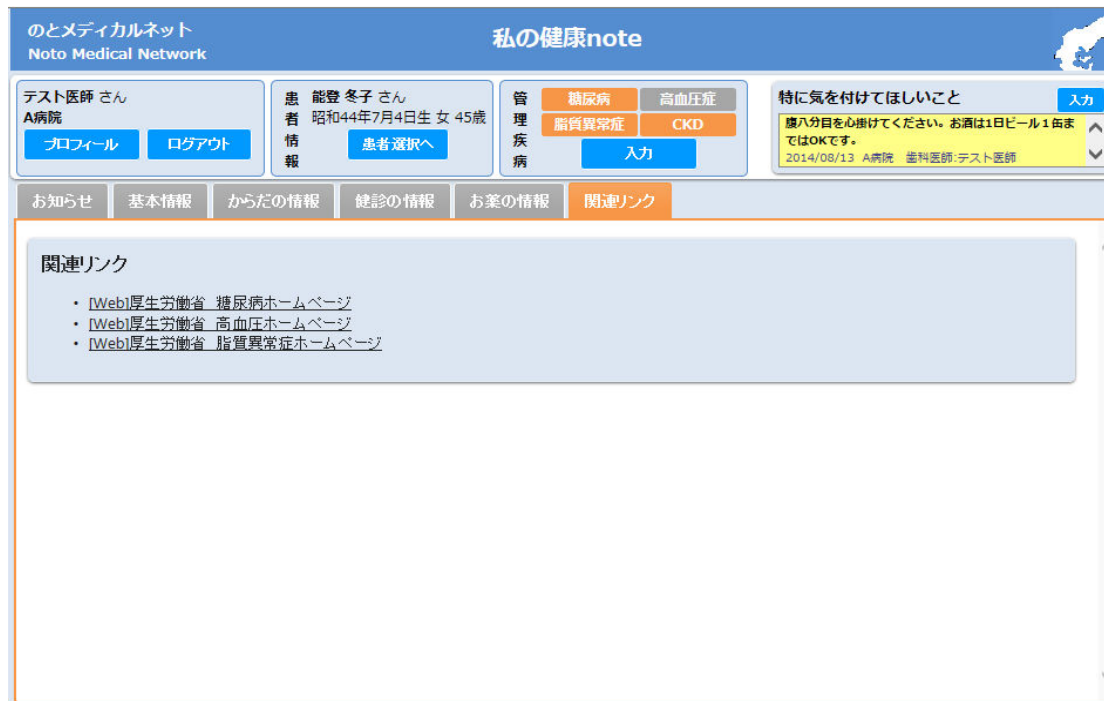 のとメディカルネット
Noto Medical Network
私の健康note
テスト医師 さん
A病院
プロフィール ログアウト
患者情報
能登 冬子 さん
昭和44年7月4日生 女 45歳
患者選択へ
管理疾病
糖尿病 高血圧症
脂質異常症 CKD
入力
特に気を付けてほしいこと 入力
腹八分目を心掛けてください。お酒は1日ビール１缶ま
ではOKです。
2014/08/13 A病院 歯科医師:テスト医師
お知らせ 基本情報 からだの情報 健診の情報 お薬の情報 関連リンク
関連リンク
・ [Web]厚生労働省 糖尿病ホームページ
・ [Web]厚生労働省 高血圧ホームページ
・ [Web]厚生労働省 脂質異常症ホームページ